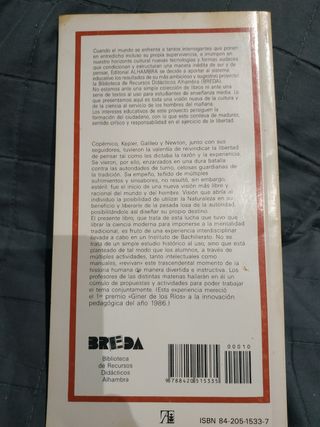 Cuando el mundo se enfrenta a tantos interrogantes que ponen
en entredicho incluso su propia supervivencia, e irrumpen en
nuestro horizonte cultural nuevas tecnologías y formas audaces
que condicionan y estructuran una manera inédita de ser y de
pensar, Editorial ALHAMBRA se decide a aportar al sistema
educativo los resultados de su más ambicioso y sugestivo proyecto:
la Biblioteca de Recursos Didácticos Alhambra (BREDA).
No estamos ante una simple colección de libros ni ante una
serie de textos al uso para estudiantes de enseñanza media. Lo
que presentamos aquí es toda una visión nueva de la cultura y
de la ciencia al servicio de los hombres del mañana.
Los intereses educativos de este proyecto persiguen la
formación del ciudadano, con lo que está conlleva de madurez,
sentido crítico y responsabilidad en el ejercicio de la libertad.
Copérnico, Kepler, Galileo y Newton, junto con sus
seguidores, tuvieron la valentía de reivindicar la libertad
de pensar tal como les dictaba la razón y la experiencia.
Se vieron, por ello, enzarzados en una dura batalla
contra las autoridades de turno, celosas guardianas de
la tradición. Su empeño, teñido de múltiples
sufrimientos y sinsabores, no resultó, sin embargo,
estéril: fue el inicio de una nueva visión más libre y
racional del mundo y del hombre. Visión que abría al
individuo la posibilidad de utilizar la Naturaleza en su
beneficio y liberarlo de la pesada losa de la autoridad,
posibilitándole así diseñar su propio destino.
El presente libro, que trata de esta lucha que tuvo que
librar la ciencia moderna para imponerse a la mentalidad
tradicional, es fruto de una experiencia interdisciplinar
llevada a cabo en un Instituto de Bachillerato. No se
trata de un simple estudio histórico al uso, sino que está
planteada de tal modo que los alumnos, a través de
múltiples actividades, tanto intelectuales como
manuales, «revivan» este trascendental momento de la
historia humana de manera divertida e instructiva. Los
profesores de las distintas materias hallarán en él un
cúmulo de propuestas y actividades para poder trabajar
el tema conjuntamente. (Esta experiencia mereció
el 1er premio «Giner de los Ríos» a la innovación
pedagógica del año 1986.)
BREDA
Biblioteca
de Recursos
Didácticos
Alhambra
00010
9788420515335
ISBN 84-205-1533-7